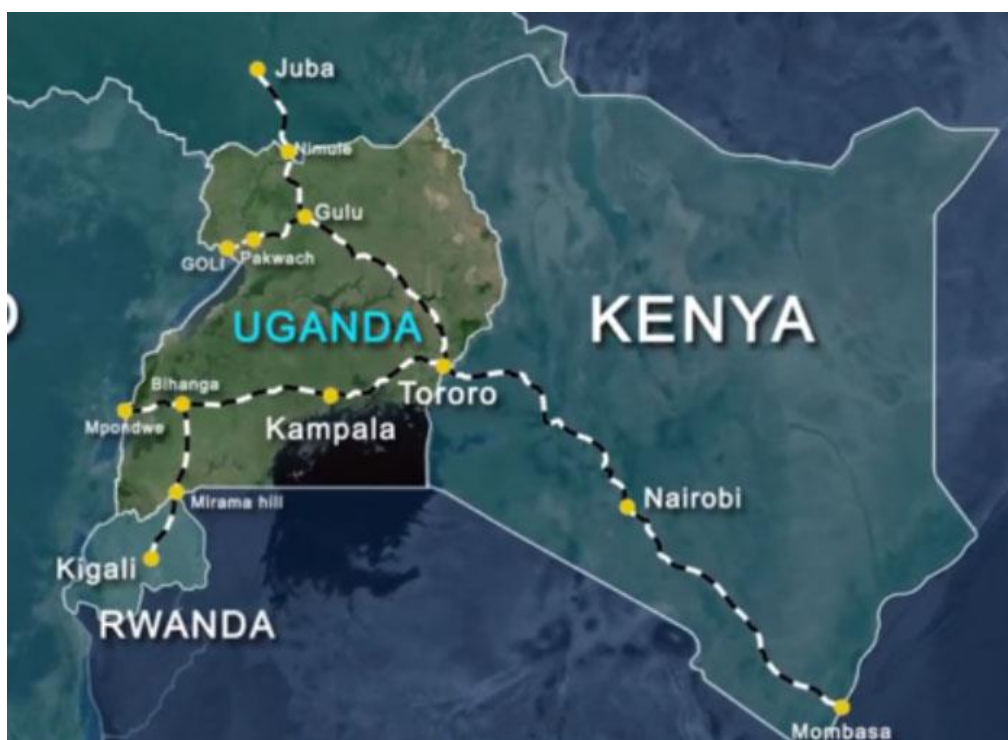 Juba
Nimule
Gulu
GOLI
Pakwach
UGANDA
KENYA
Tororo
Bihanga
Mpondwe
Kampala
Mirama hill
Nairobi
Kigali
RWANDA
Mombasa